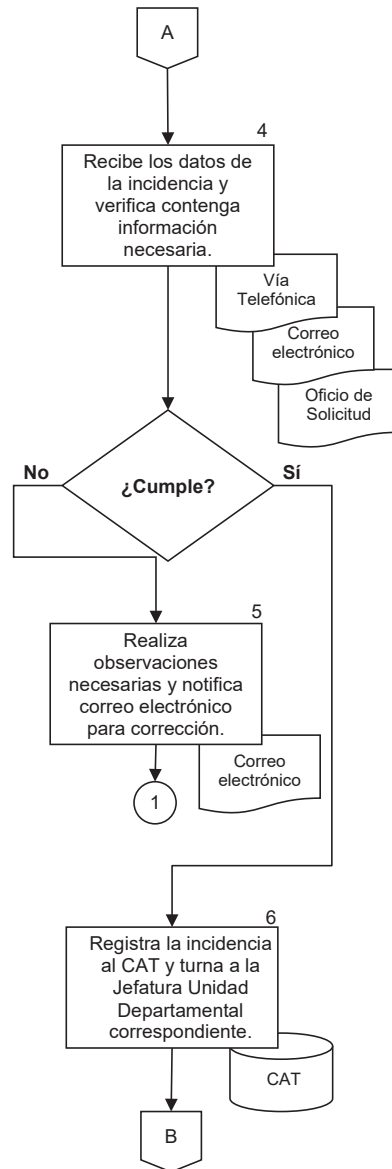 A
4
Recibe los datos de
la incidencia y
verifica contenga
información
necesaria.
Vía
Telefónica
Correo
electrónico
Oficio de
Solicitud
No
¿Cumple?
Sí
5
Realiza
observaciones
necesarias y notifica
correo electrónico
para corrección.
Correo
electrónico
1
6
Registra la incidencia
al CAT y turna a la
Jefatura Unidad
Departamental
correspondiente.
CAT
B